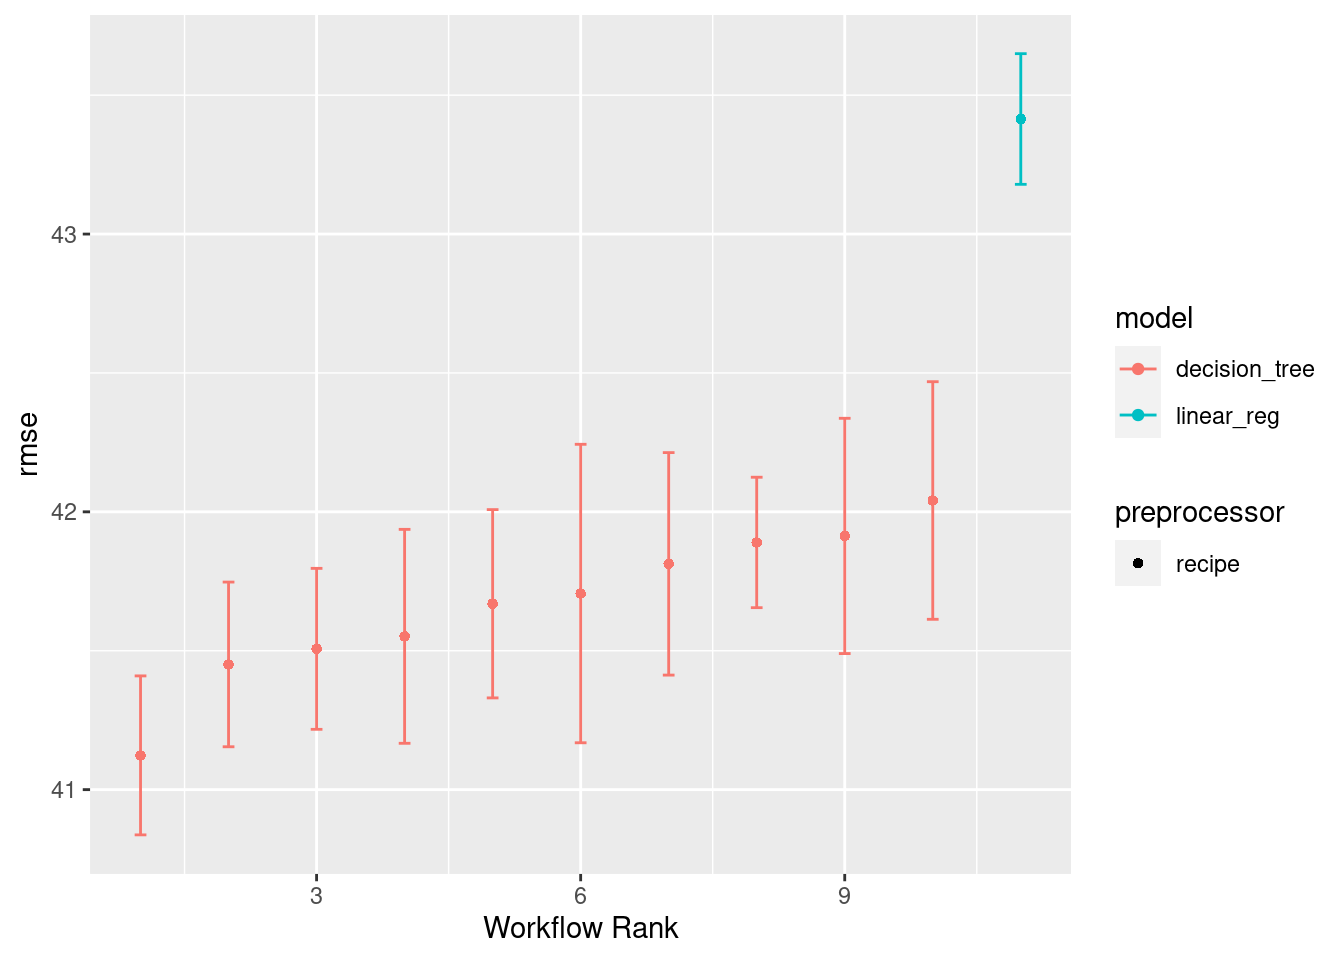 rmse
43
42
41
3
6
9
Workflow Rank
model
decision_tree
linear_reg
preprocessor
recipe